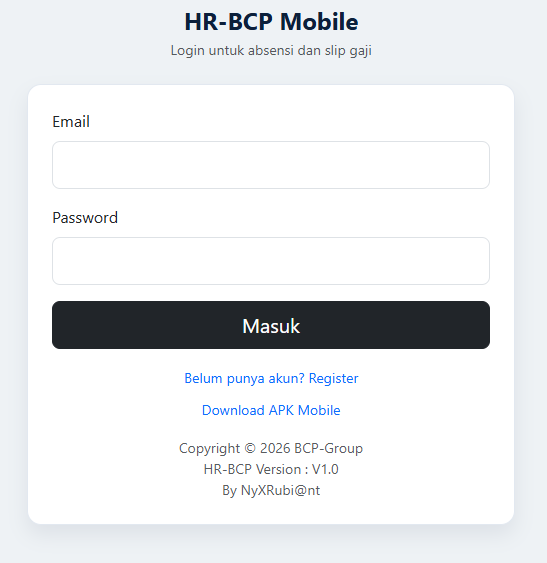 HR-BCP Mobile
Login untuk absensi dan slip gaji
Email
Password
Masuk
Belum punya akun? Register
Download APK Mobile
Copyright © 2026 BCP-Group
HR-BCP Version : V1.0
By NyXRubi@nt